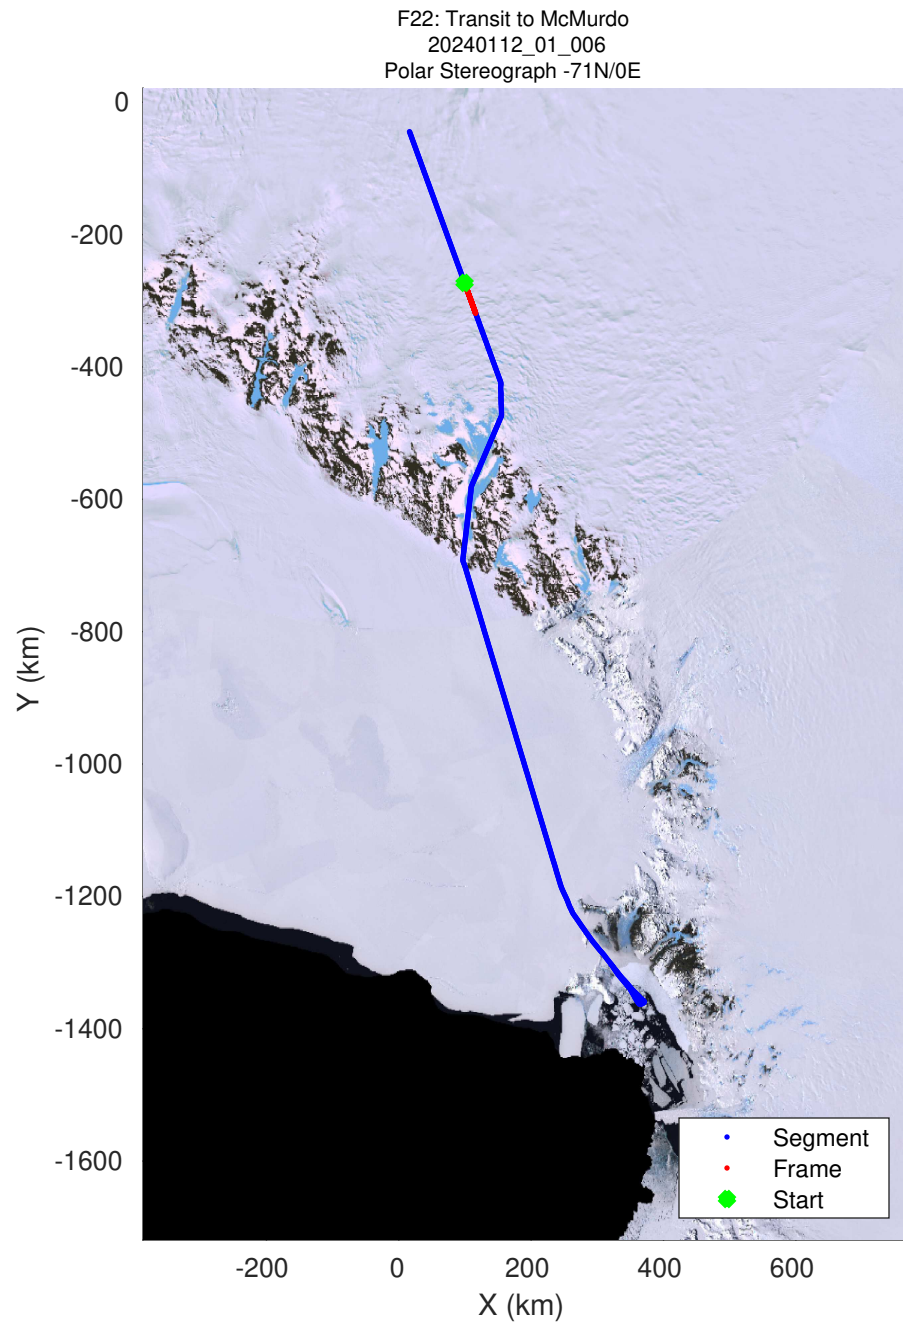 F22: Transit to McMurdo
20240112_01_006
Polar Stereograph -71N/0E
0
-200
-400
-600
-800
-1000
-1200
-1400
-1600
Y (km)
-200 0 200 400 600
X (km)
Segment
Frame
Start